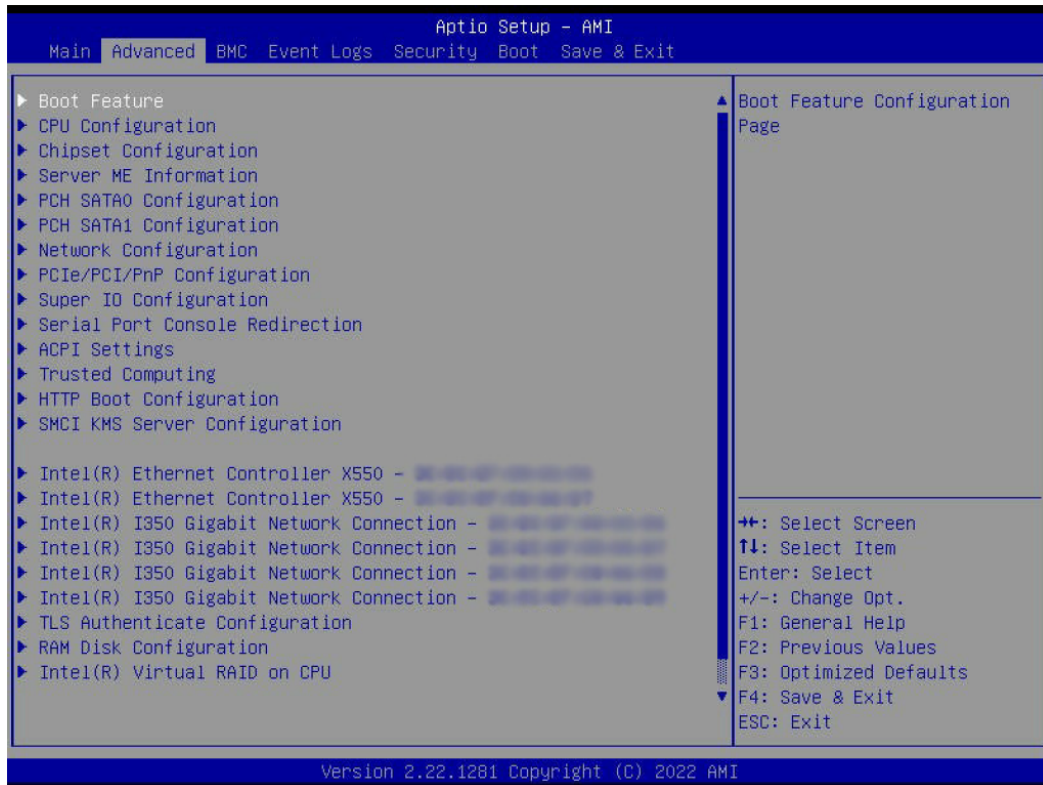 Aptio Setup – AMI
Main Advanced BMC Event Logs Security Boot Save & Exit
Boot Feature
CPU Configuration
Chipset Configuration
Server ME Information
PCH SATA0 Configuration
PCH SATA1 Configuration
Network Configuration
PCIe/PCI/PnP Configuration
Super IO Configuration
Serial Port Console Redirection
ACPI Settings
Trusted Computing
HTTP Boot Configuration
SMCI KMS Server Configuration
Intel(R) Ethernet Controller X550 –
Intel(R) Ethernet Controller X550 –
Intel(R) I350 Gigabit Network Connection –
Intel(R) I350 Gigabit Network Connection –
Intel(R) I350 Gigabit Network Connection –
Intel(R) I350 Gigabit Network Connection –
TLS Authenticate Configuration
RAM Disk Configuration
Intel(R) Virtual RAID on CPU
Boot Feature Configuration
Page
→←: Select Screen
↑↓: Select Item
Enter: Select
+/-: Change Opt.
F1: General Help
F2: Previous Values
F3: Optimized Defaults
F4: Save & Exit
ESC: Exit
Version 2.22.1281 Copyright (C) 2022 AMI